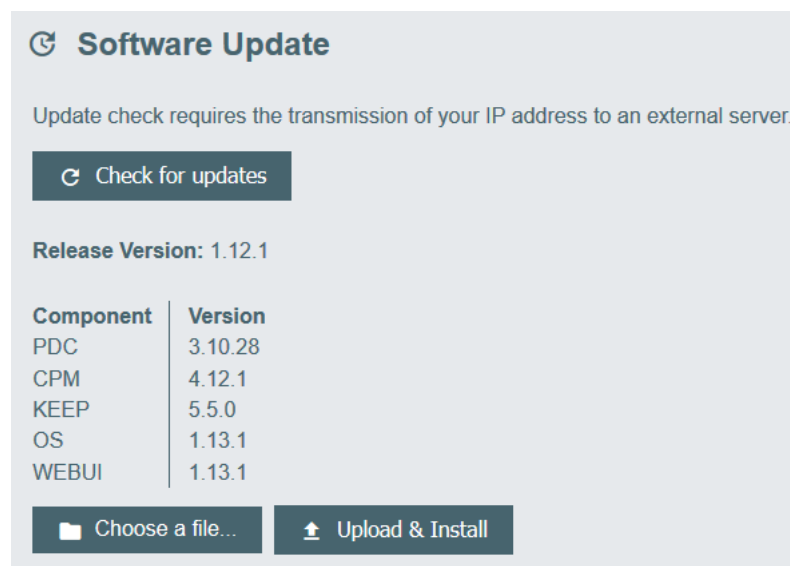 Software Update
Update check requires the transmission of your IP address to an external server.
Check for updates
Release Version: 1.12.1
Component Version
PDC 3.10.28
CPM 4.12.1
KEEP 5.5.0
OS 1.13.1
WEBUI 1.13.1
Choose a file... Upload & Install